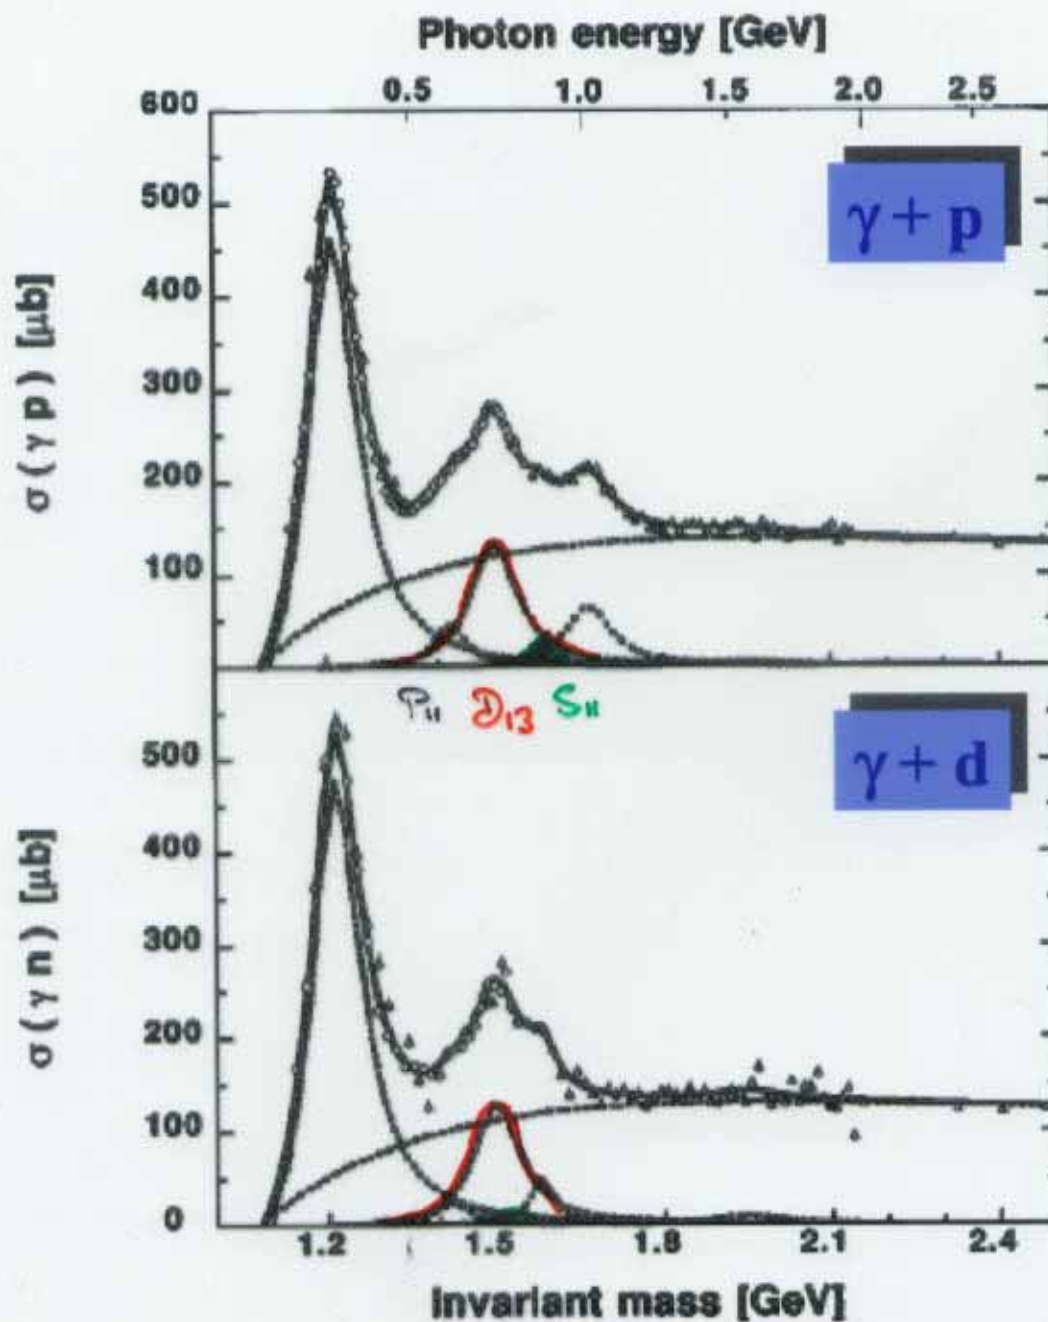 Photon energy [GeV]
0.5 1.0 1.5 2.0 2.5
600
500
400
300
200
100
σ(γp) [μb]
γ + p
P₁₁ D₁₃ S₁₁
500
400
300
200
100
0
σ(γn) [μb]
γ + d
1.2 1.5 1.8 2.1 2.4
invariant mass [GeV]